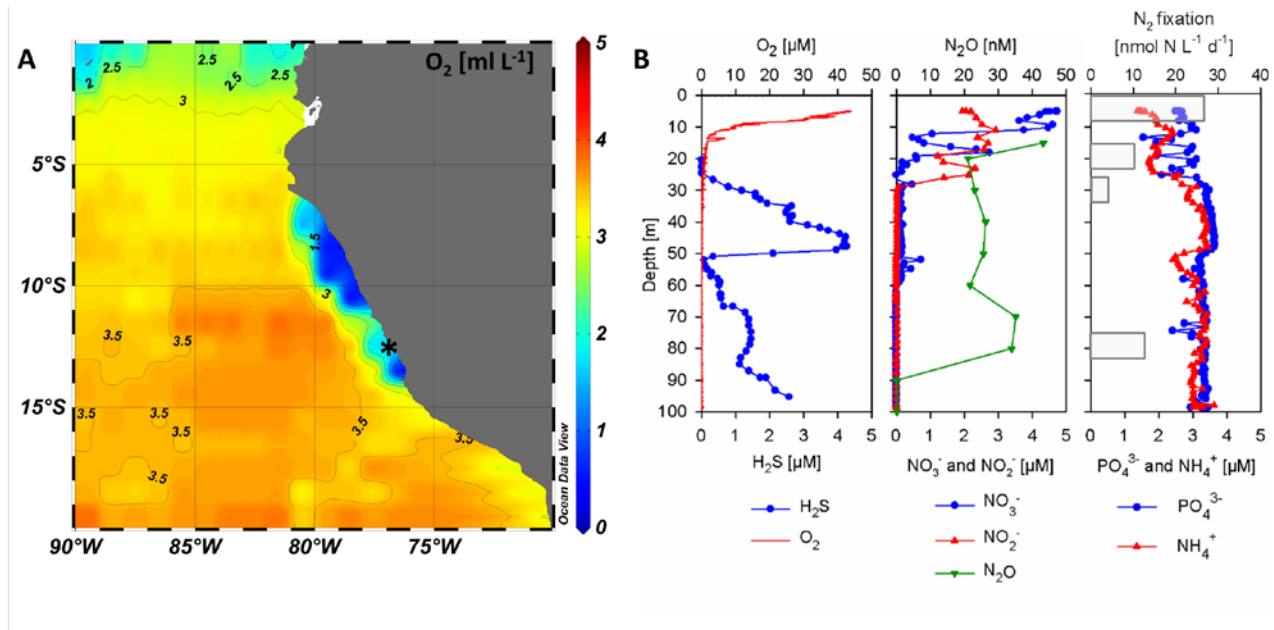 A
O₂ [ml L⁻¹]
2.5
2.5
2.5
2
3
1.5
3
3.5
3.5
3.5
3.5
3.5
3.5
3.5
3.5
*
5°S
10°S
15°S
90°W
85°W
80°W
75°W
5
4
3
2
1
0
Ocean Data View
B
O₂ [µM]
0 10 20 30 40 50
N₂O [nM]
0 10 20 30 40 50
N₂ fixation
[nmol N L⁻¹ d⁻¹]
0 10 20 30 40
Depth [m]
0
10
20
30
40
50
60
70
80
90
100
0 1 2 3 4 5
H₂S [µM]
0 1 2 3 4 5
NO₃⁻ and NO₂⁻ [µM]
0 1 2 3 4 5
PO₄³⁻ and NH₄⁺ [µM]
H₂S
O₂
NO₃⁻
NO₂⁻
N₂O
PO₄³⁻
NH₄⁺